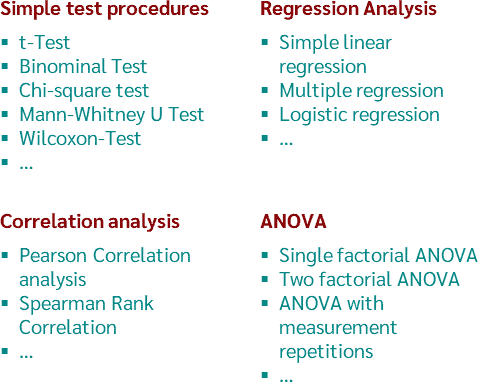 Simple test procedures
▪ t-Test
▪ Binominal Test
▪ Chi-square test
▪ Mann-Whitney U Test
▪ Wilcoxon-Test
▪ ...
Regression Analysis
▪ Simple linear
regression
▪ Multiple regression
▪ Logistic regression
▪ ...
Correlation analysis
▪ Pearson Correlation
analysis
▪ Spearman Rank
Correlation
▪ ...
ANOVA
▪ Single factorial ANOVA
▪ Two factorial ANOVA
▪ ANOVA with
measurement
repetitions
▪ ...